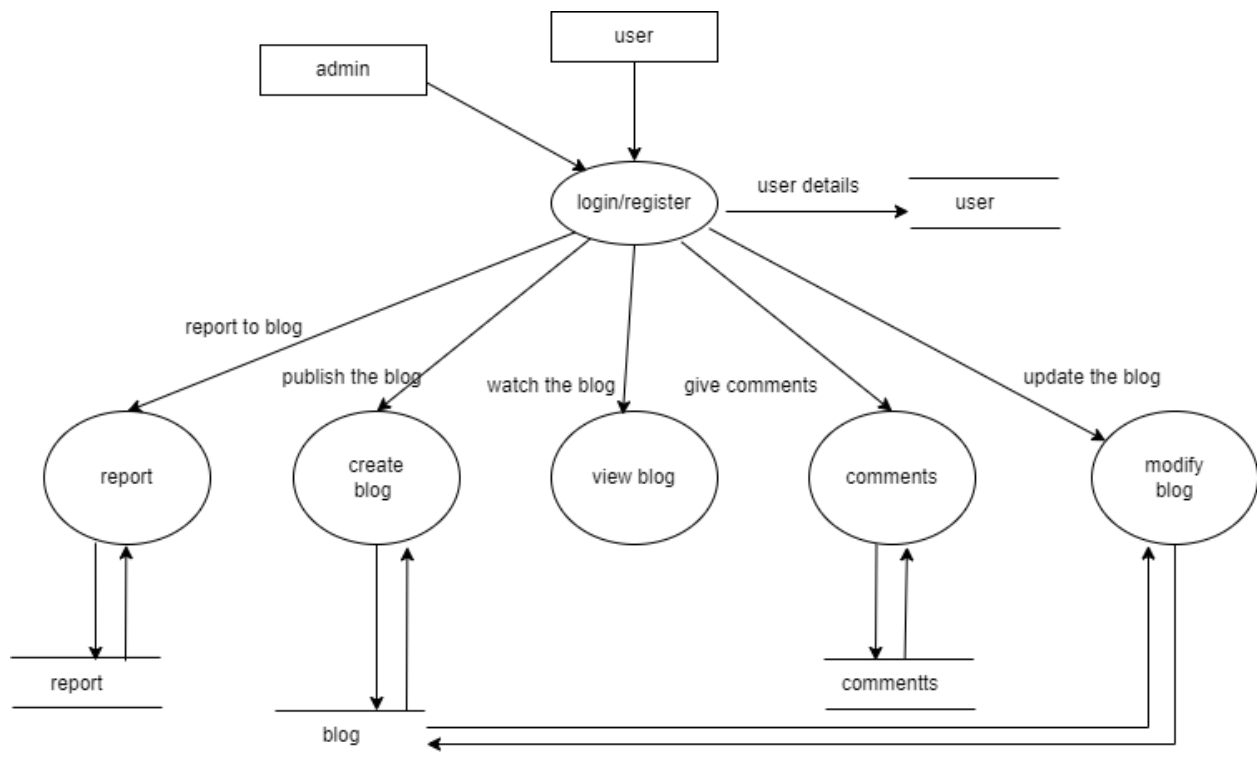 user
admin
login/register
user details
user
report to blog
publish the blog
watch the blog
give comments
update the blog
report
create
blog
view blog
comments
modify
blog
report
commentts
blog